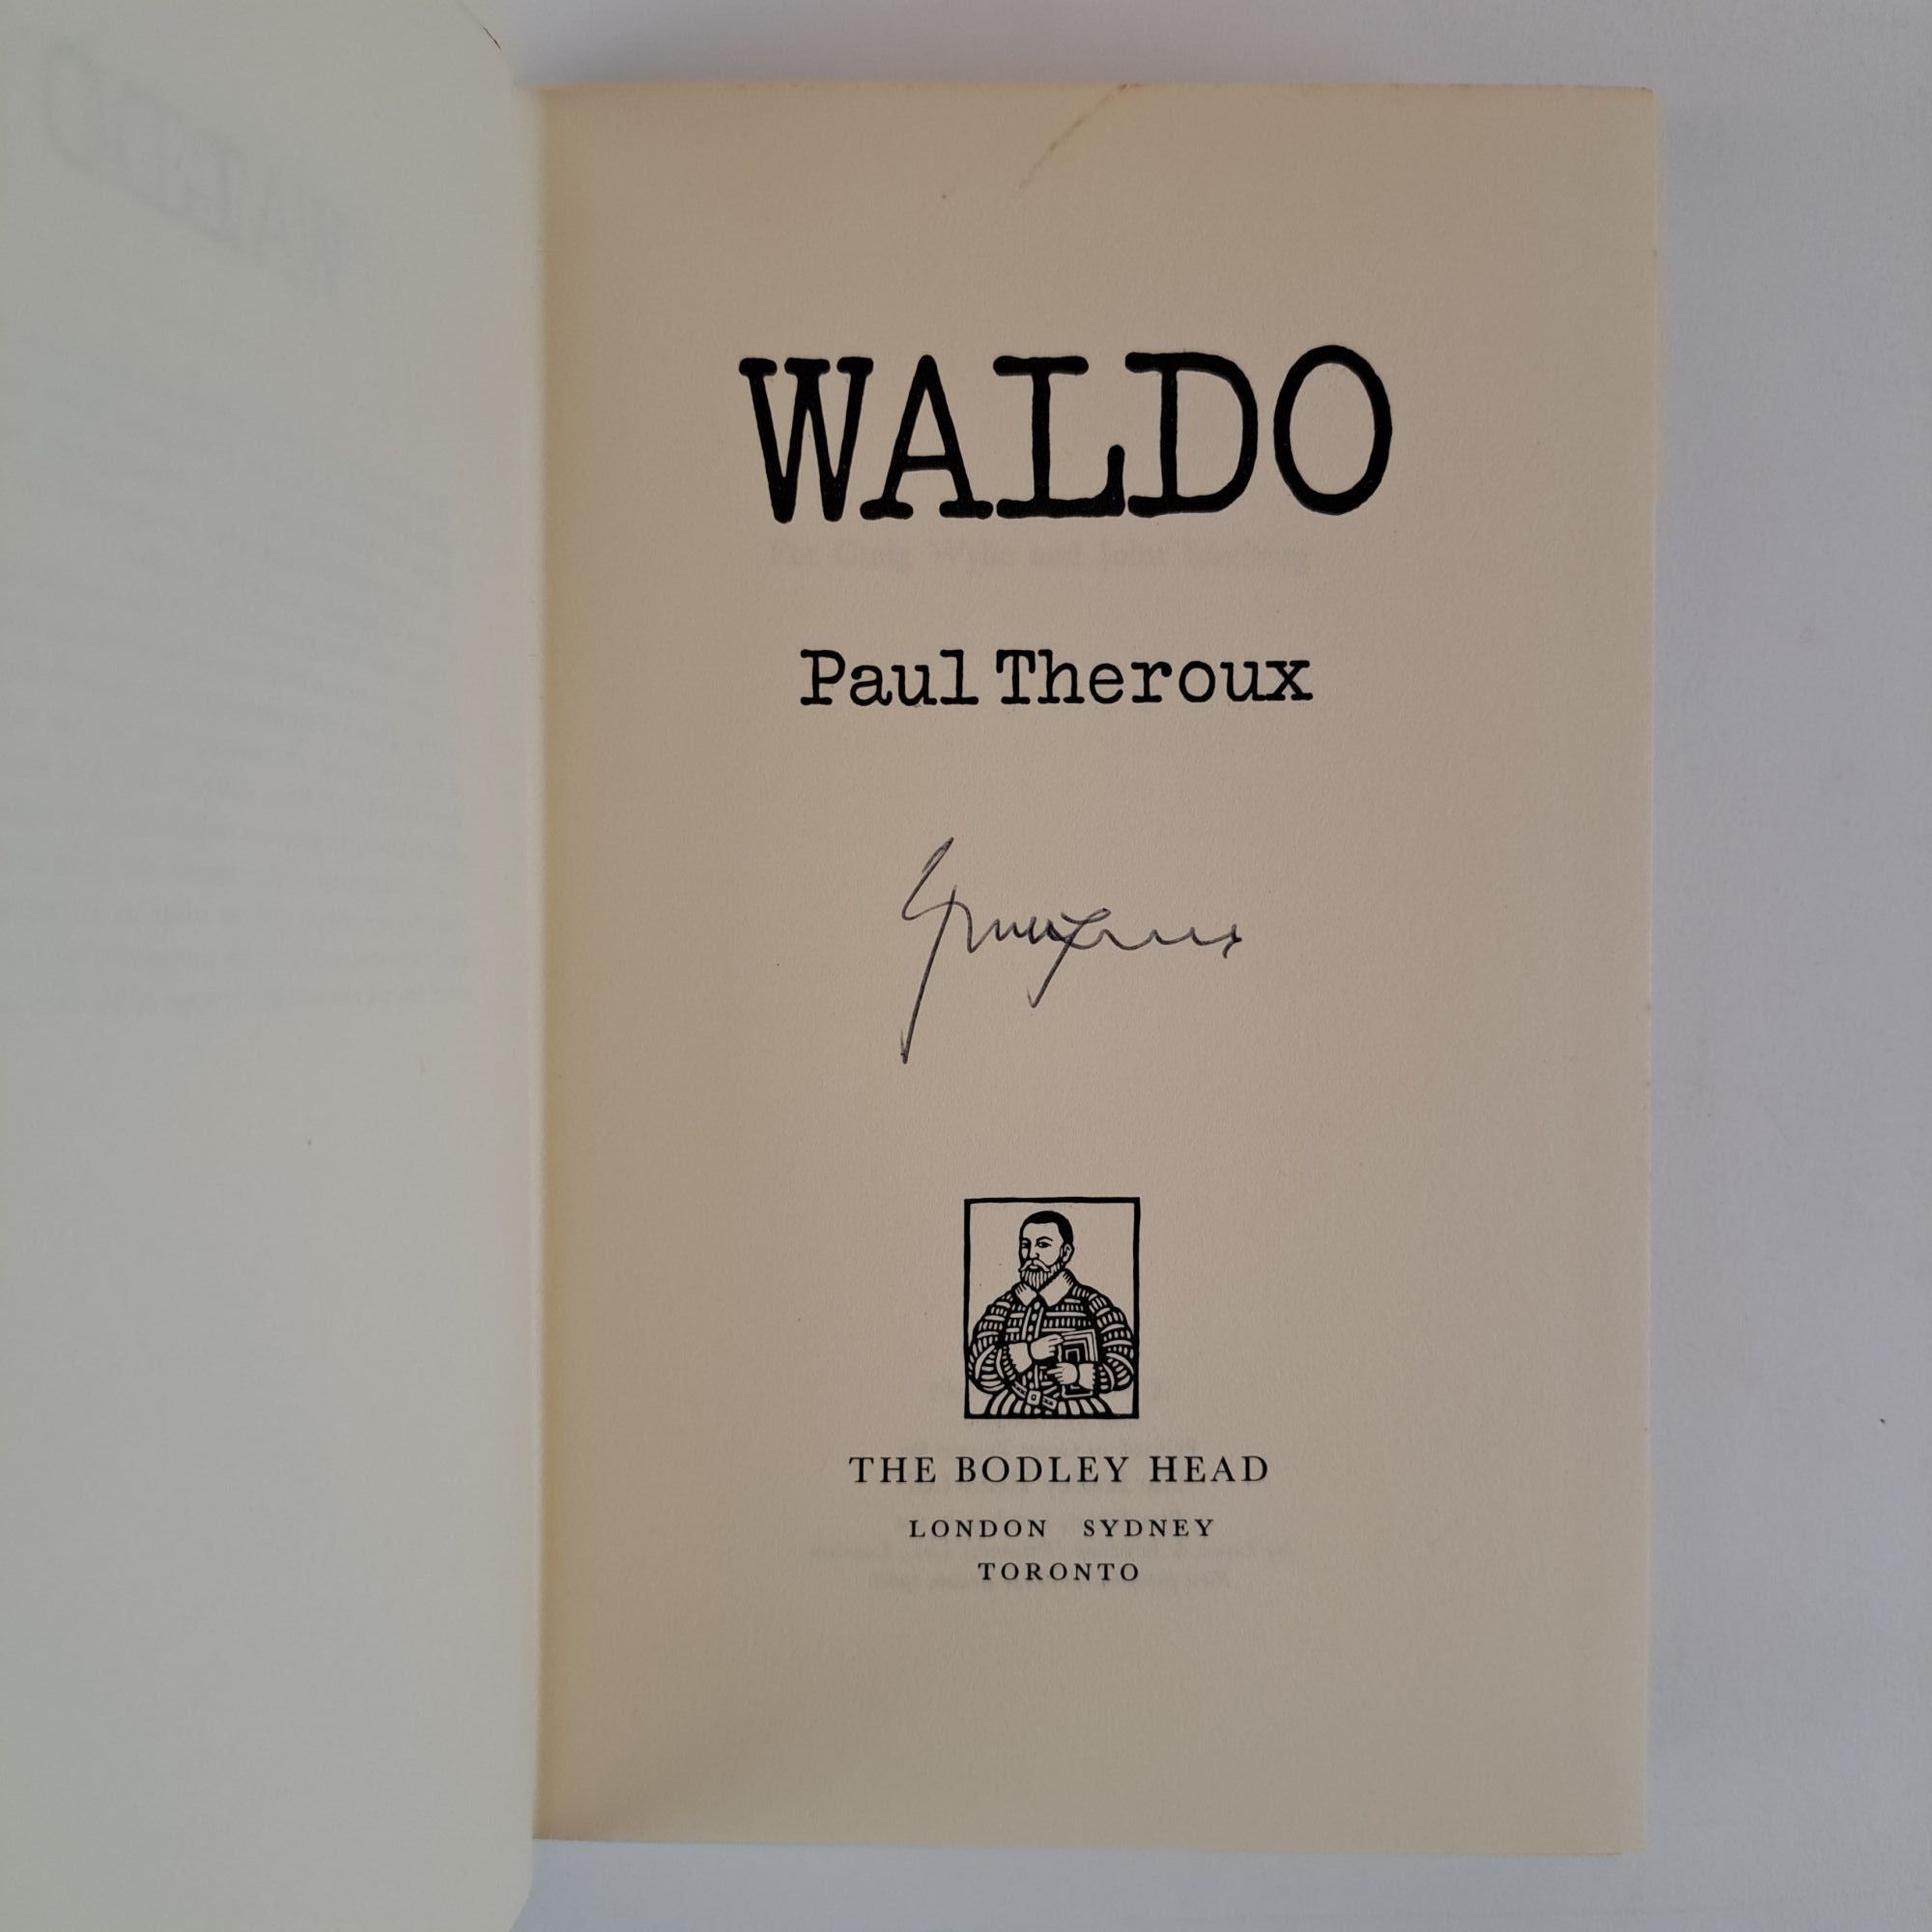 WALDO
Paul Theroux
THE BODLEY HEAD
LONDON SYDNEY
TORONTO